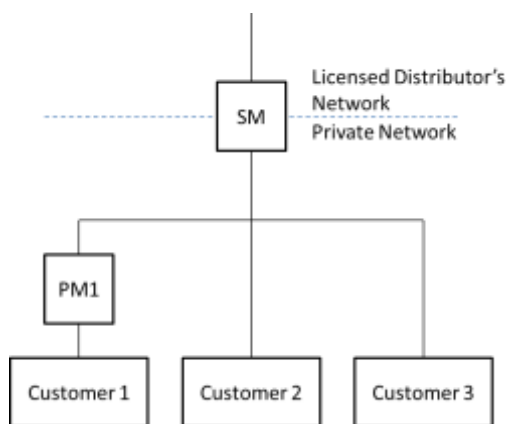 Licensed Distributor's
Network
SM
Private Network
PM1
Customer 1
Customer 2
Customer 3